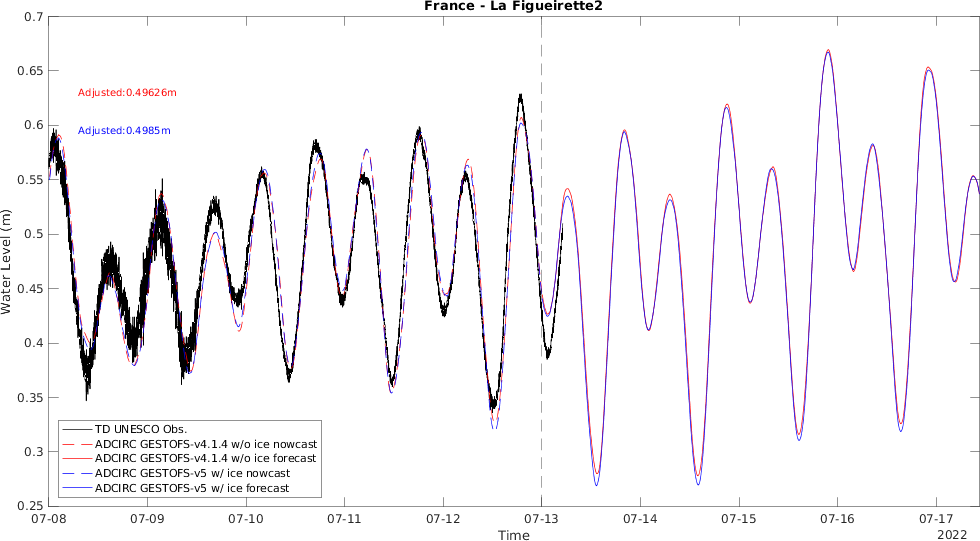 France - La Figueirette2
0.7
0.65
0.6
0.55
0.5
0.45
0.4
0.35
0.3
0.25
Water Level (m)
Adjusted:0.49626m
Adjusted:0.4985m
TD UNESCO Obs.
ADCIRC GESTOFS-v4.1.4 w/o ice nowcast
ADCIRC GESTOFS-v4.1.4 w/o ice forecast
ADCIRC GESTOFS-v5 w/ ice nowcast
ADCIRC GESTOFS-v5 w/ ice forecast
07-08 07-09 07-10 07-11 07-12 07-13 07-14 07-15 07-16 07-17
Time
2022